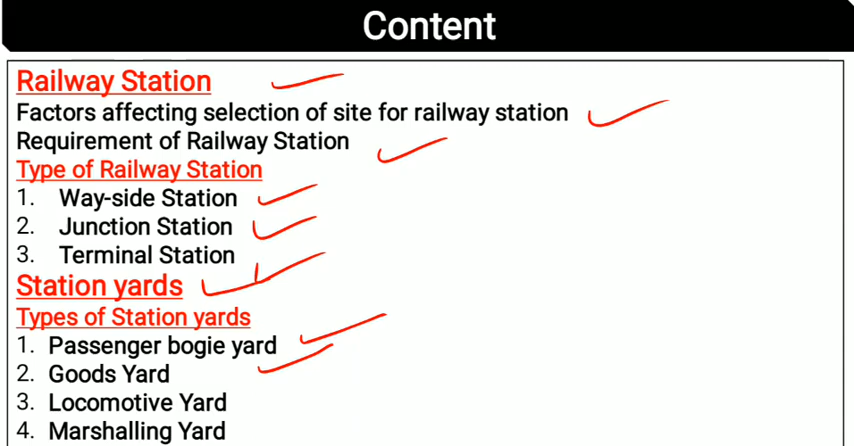 Content
Railway Station
Factors affecting selection of site for railway station
Requirement of Railway Station
Type of Railway Station
1. Way-side Station
2. Junction Station
3. Terminal Station
Station yards
Types of Station yards
1. Passenger bogie yard
2. Goods Yard
3. Locomotive Yard
4. Marshalling Yard